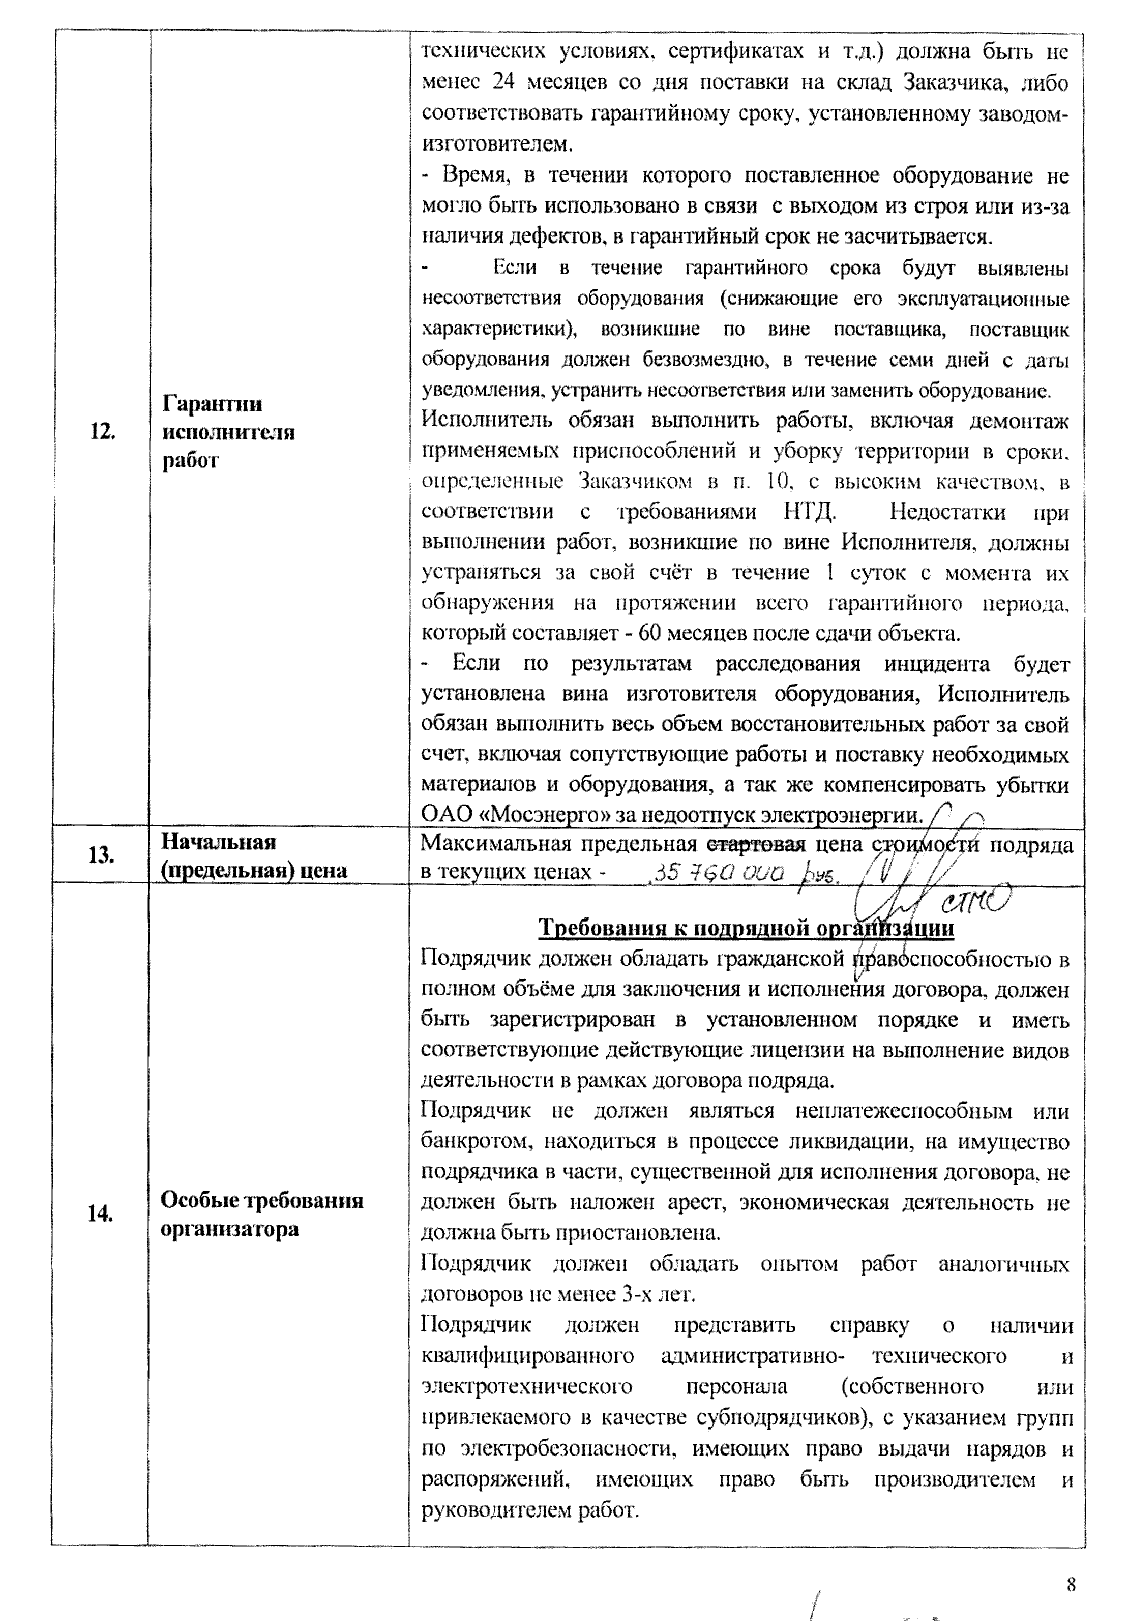 технических условиях, сертификатах и т.д.) должна быть не
менее 24 месяцев со дня поставки на склад Заказчика, либо
соответствовать гарантийному сроку, установленному заводом-
изготовителем.
- Время, в течении которого поставленное оборудование не
могло быть использовано в связи с выходом из строя или из-за
наличия дефектов, в гарантийный срок не засчитывается.
- Если в течение гарантийного срока будут выявлены
несоответствия оборудования (снижающие его эксплуатационные
характеристики), возникшие по вине поставщика, поставщик
оборудования должен безвозмездно, в течение семи дней с даты
уведомления, устранить несоответствия или заменить оборудование.
12.
Гарантии
исполнителя
работ
Исполнитель обязан выполнить работы, включая демонтаж
применяемых приспособлений и уборку территории в сроки,
определенные Заказчиком в п. 10, с высоким качеством, в
соответствии с требованиями НТД. Недостатки при
выполнении работ, возникшие по вине Исполнителя, должны
устраняться за свой счёт в течение 1 суток с момента их
обнаружения на протяжении всего гарантийного периода,
который составляет - 60 месяцев после сдачи объекта.
- Если по результатам расследования инцидента будет
установлена вина изготовителя оборудования, Исполнитель
обязан выполнить весь объем восстановительных работ за свой
счет, включая сопутствующие работы и поставку необходимых
материалов и оборудования, а так же компенсировать убытки
ОАО «Мосэнерго» за недоотпуск электроэнергии.
13.
Начальная
(предельная) цена
Максимальная предельная стартовая цена стоимости подряда
в текущих ценах - 35 760 000 руб.
СТМО
Требования к подрядной организации
Подрядчик должен обладать гражданской правоспособностью в
полном объёме для заключения и исполнения договора, должен
быть зарегистрирован в установленном порядке и иметь
соответствующие действующие лицензии на выполнение видов
деятельности в рамках договора подряда.
Подрядчик не должен являться неплатежеспособным или
банкротом, находиться в процессе ликвидации, на имущество
подрядчика в части, существенной для исполнения договора, не
должен быть наложен арест, экономическая деятельность не
должна быть приостановлена.
14.
Особые требования
организатора
Подрядчик должен обладать опытом работ аналогичных
договоров не менее 3-х лет.
Подрядчик должен представить справку о наличии
квалифицированного административно- технического и
электротехнического персонала (собственного или
привлекаемого в качестве субподрядчиков), с указанием групп
по электробезопасности, имеющих право выдачи нарядов и
распоряжений, имеющих право быть производителем и
руководителем работ.
8